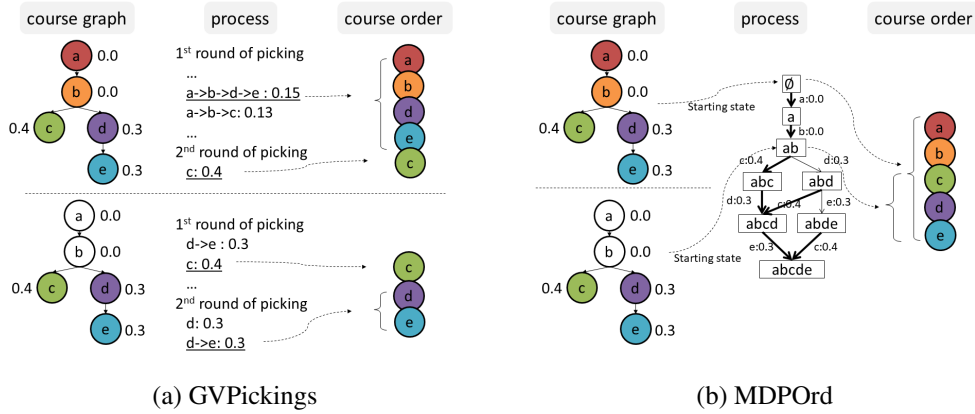 course graph
process
course order
a 0.0
b 0.0
0.4 c
d 0.3
e 0.3
1st round of picking
...
a->b->d->e : 0.15
a->b->c: 0.13
...
2nd round of picking
c: 0.4
a
b
d
e
c
a 0.0
b 0.0
0.4 c
d 0.3
e 0.3
1st round of picking
d->e : 0.3
c: 0.4
...
2nd round of picking
d: 0.3
d->e: 0.3
c
d
e
(a) GVPickings
course graph
process
course order
a 0.0
b 0.0
0.4 c
d 0.3
e 0.3
Starting state
Ø
a:0.0
a
b:0.0
ab
c:0.4
d:0.3
abc
abd
d:0.3
c:0.4
e:0.3
abcd
abde
e:0.3
c:0.4
abcde
a
b
c
d
e
a 0.0
b 0.0
0.4 c
d 0.3
e 0.3
Starting state
(b) MDPOrd